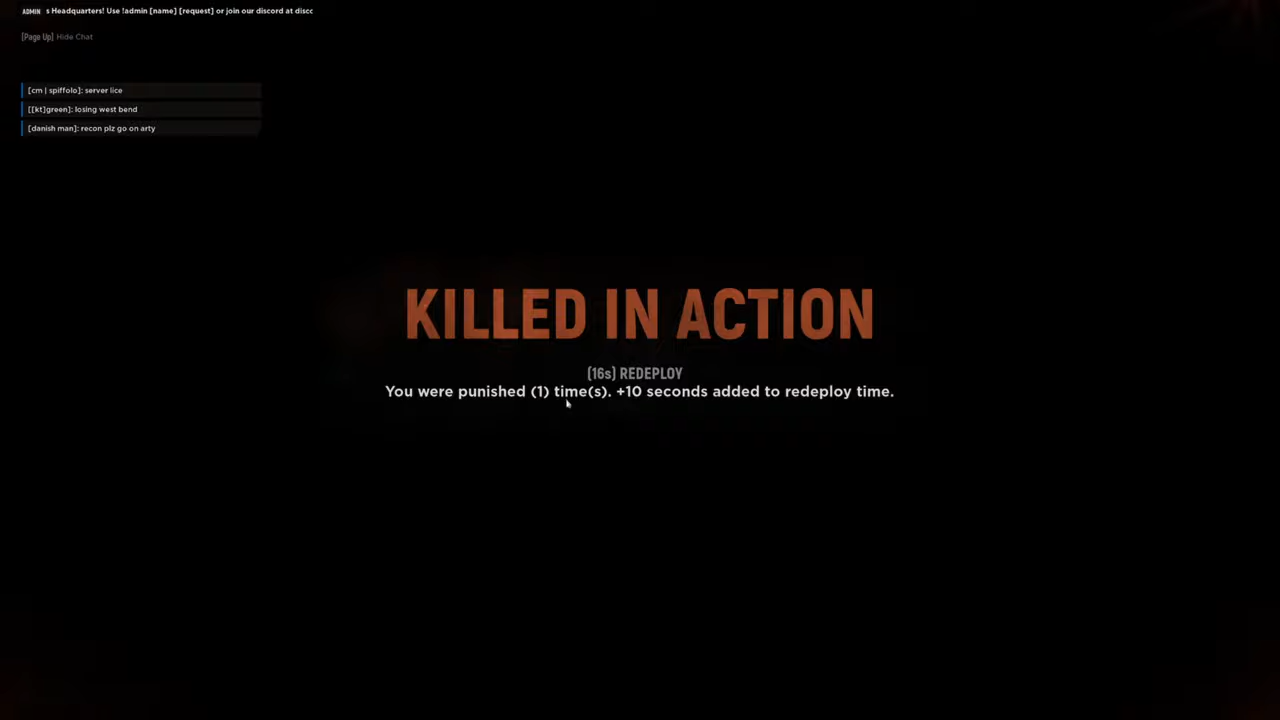 ADMIN s Headquarters! Use !admin [name] [request] or join our discord at disco
[Page Up] Hide Chat
[cm | spiffolo]: server lice
[[kt]green]: losing west bend
[danish man]: recon plz go on arty
KILLED IN ACTION
(16s) REDEPLOY
You were punished (1) time(s). +10 seconds added to redeploy time.